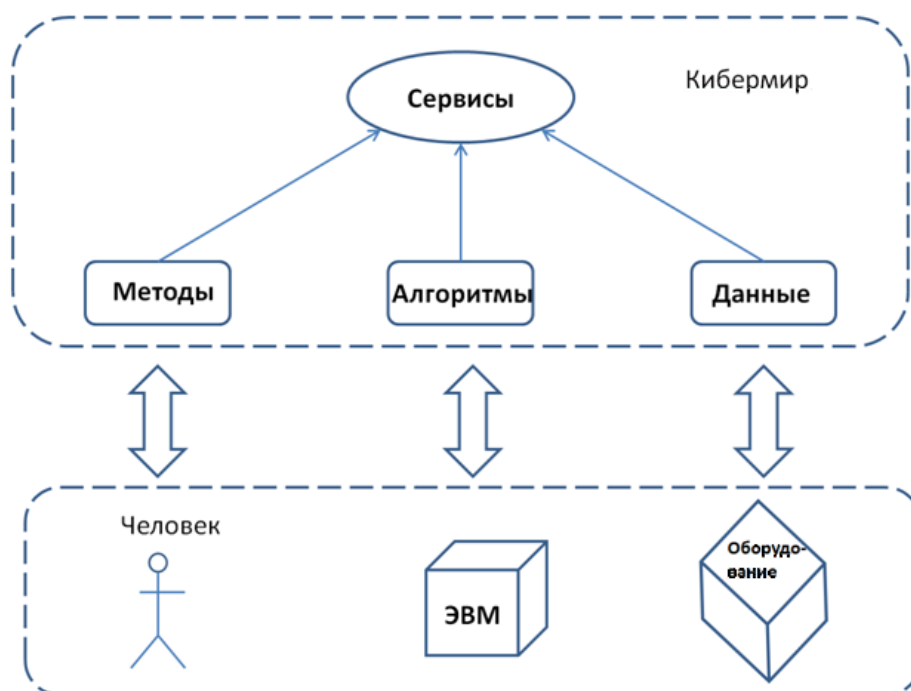 Кибермир
Сервисы
Методы
Алгоритмы
Данные
Человек
ЭВМ
Оборудо-
вание